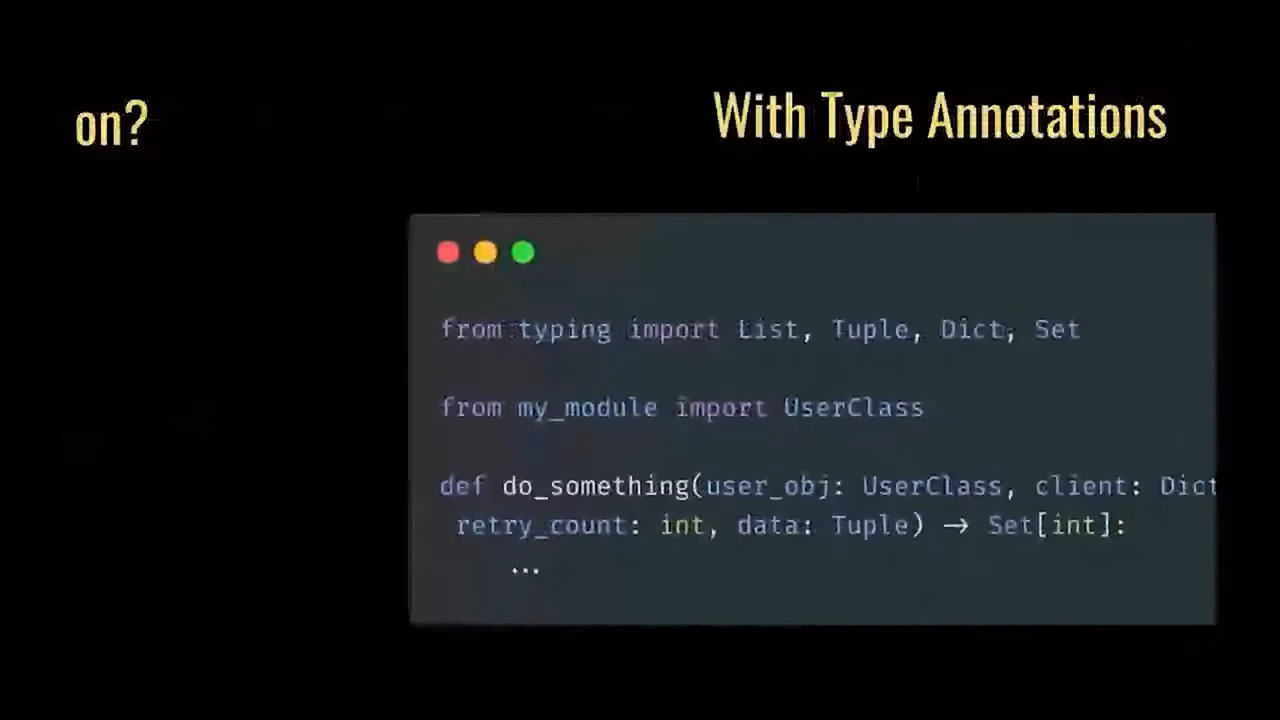 on?
With Type Annotations
from typing import List, Tuple, Dict, Set
from my_module import UserClass
def do_something(user_obj: UserClass, client: Dict
retry_count: int, data: Tuple) → Set[int]:
...